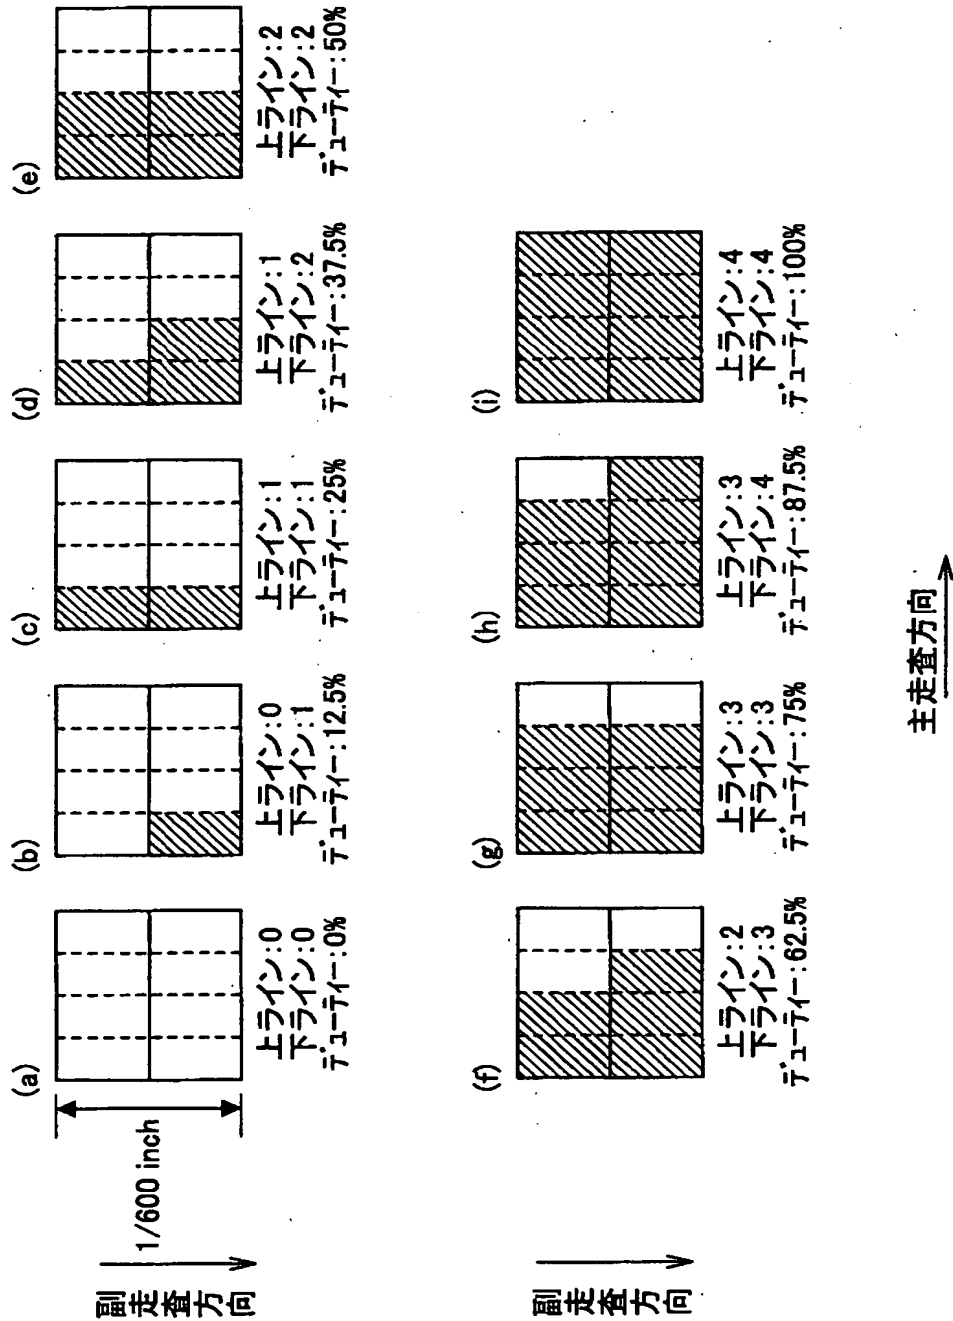 (a)
上ライン:0
下ライン:0
デューティー:0%
(b)
上ライン:0
下ライン:1
デューティー:12.5%
(c)
上ライン:1
下ライン:1
デューティー:25%
(d)
上ライン:1
下ライン:2
デューティー:37.5%
(e)
上ライン:2
下ライン:2
デューティー:50%
1/600 inch
副走査方向
(f)
上ライン:2
下ライン:3
デューティー:62.5%
(g)
上ライン:3
下ライン:3
デューティー:75%
(h)
上ライン:3
下ライン:4
デューティー:87.5%
(i)
上ライン:4
下ライン:4
デューティー:100%
副走査方向
主走査方向